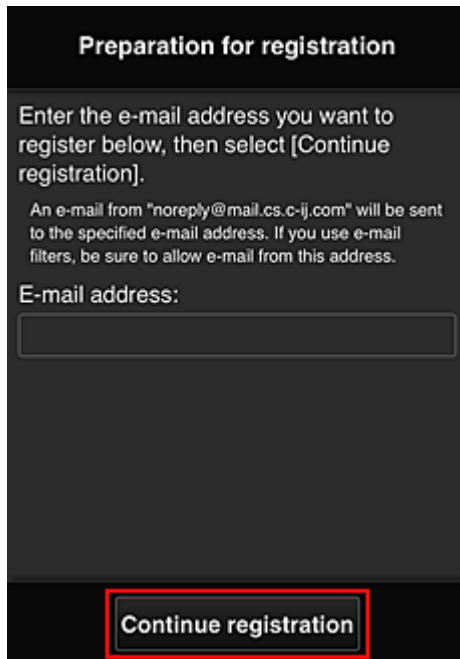 Preparation for registration
Enter the e-mail address you want to
register below, then select [Continue
registration].
An e-mail from "noreply@mail.cs.c-ij.com" will be sent
to the specified e-mail address. If you use e-mail
filters, be sure to allow e-mail from this address.
E-mail address:
Continue registration